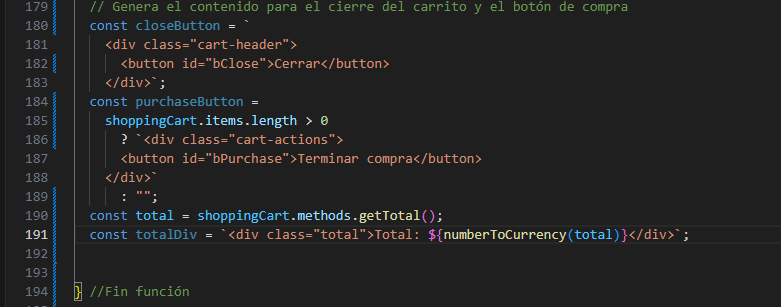 179 // Genera el contenido para el cierre del carrito y el botón de compra
180 const closeButton = `
181 <div class="cart-header">
182 <button id="bClose">Cerrar</button>
183 </div>`;
184 const purchaseButton =
185 shoppingCart.items.length > 0
186 ? `<div class="cart-actions">
187 <button id="bPurchase">Terminar compra</button>
188 </div>`
189 : "";
190 const total = shoppingCart.methods.getTotal();
191 const totalDiv = `<div class="total">Total: ${numberToCurrency(total)}</div>`;
192
193
194 } //Fin función